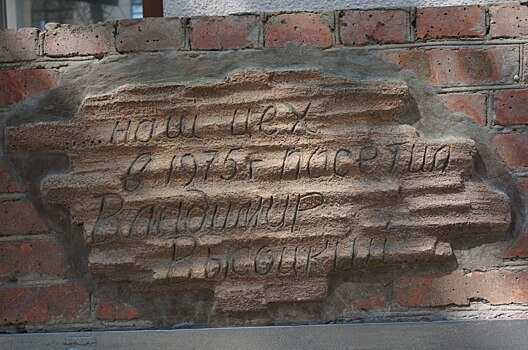 ....наш цех
в 1975г посетил
Владимир
Высоцкий